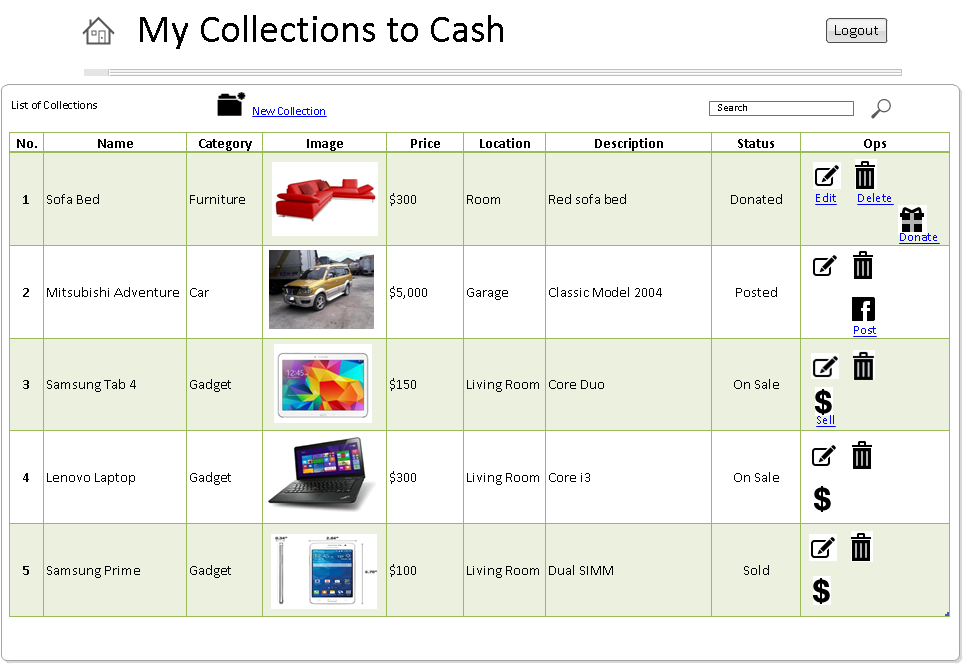 My Collections to Cash
Logout
List of Collections
New Collection
Search
No. Name Category Image Price Location Description Status Ops
1 Sofa Bed Furniture $300 Room Red sofa bed Donated
Edit Delete
Donate
2 Mitsubishi Adventure Car $5,000 Garage Classic Model 2004 Posted
Post
3 Samsung Tab 4 Gadget 12:45 $150 Living Room Core Duo On Sale
Sell
4 Lenovo Laptop Gadget $300 Living Room Core i3 On Sale
5 Samsung Prime Gadget $100 Living Room Dual SIMM Sold